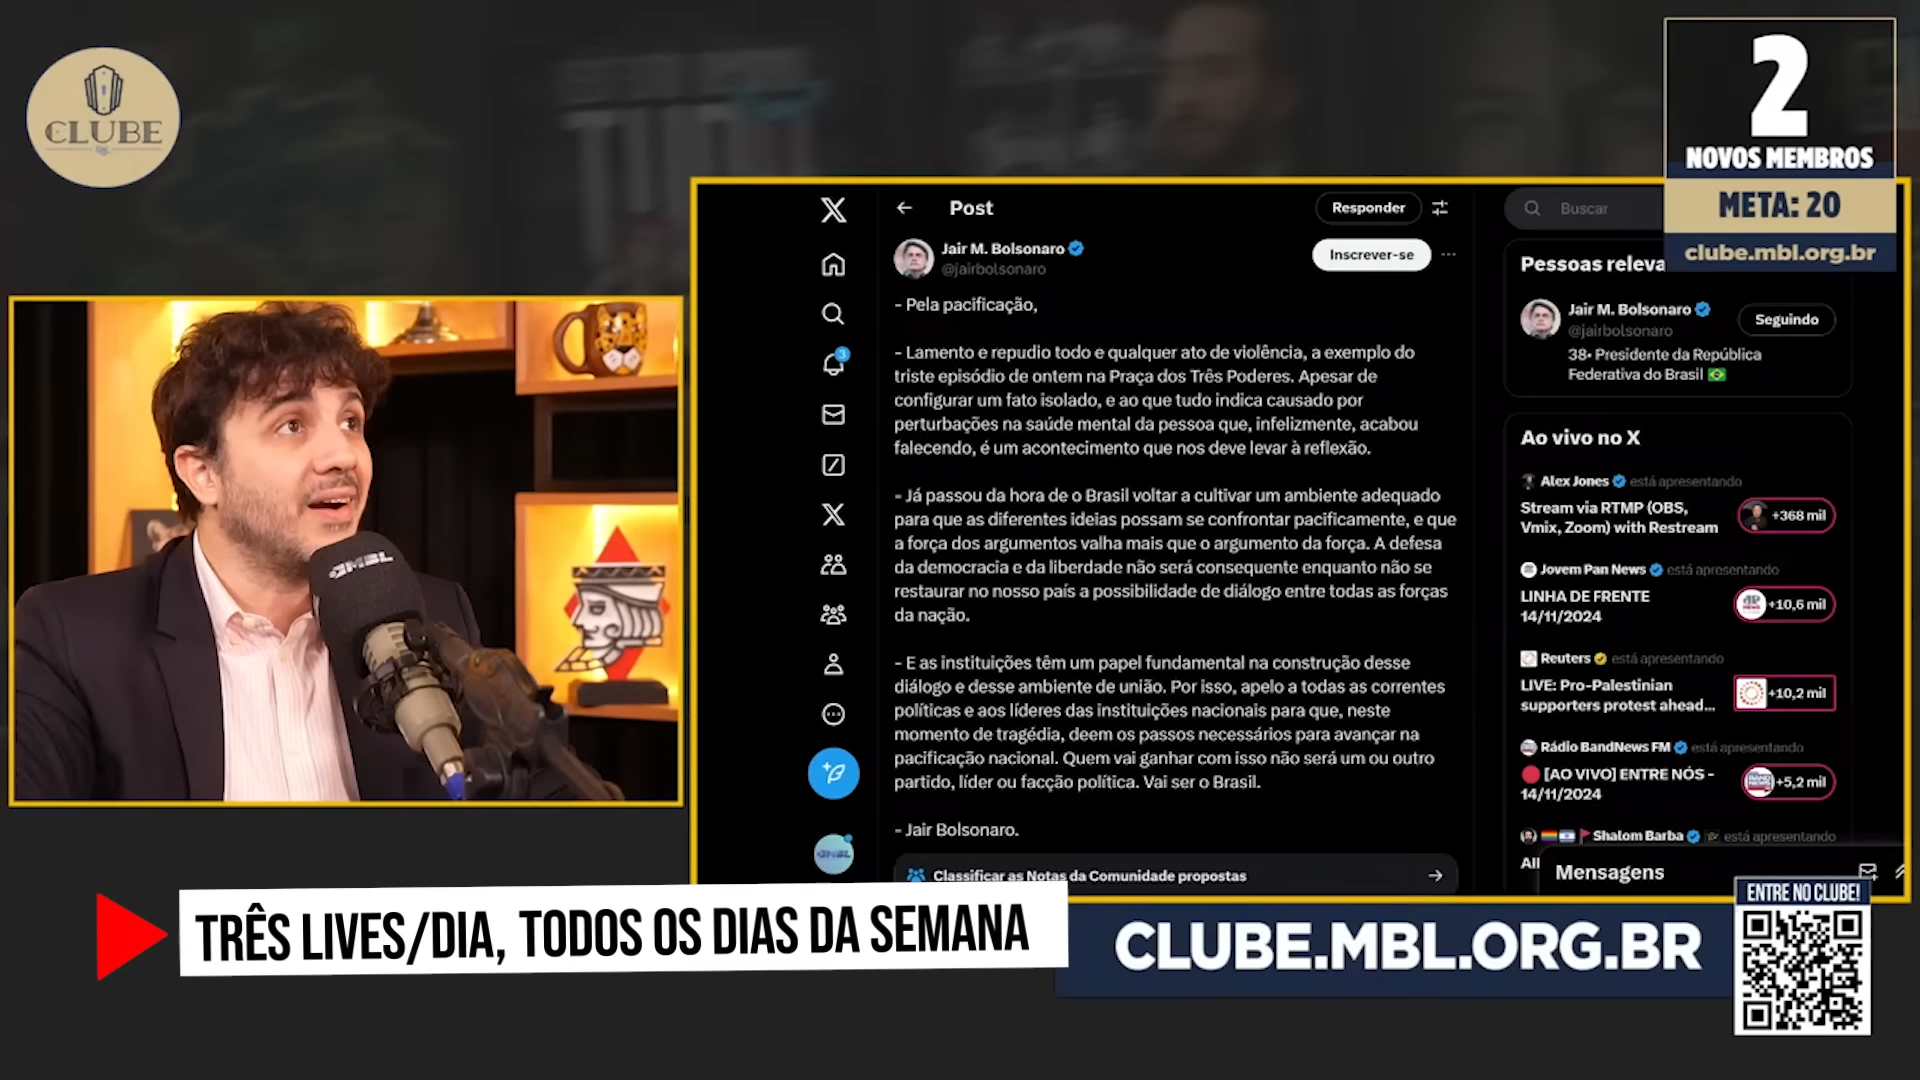 CLUBE
2
NOVOS MEMBROS
META: 20
clube.mbl.org.br
MBL
Post
Responder
Jair M. Bolsonaro
@jairbolsonaro
Inscrever-se
- Pela pacificação,
- Lamento e repudio todo e qualquer ato de violência, a exemplo do
triste episódio de ontem na Praça dos Três Poderes. Apesar de
configurar um fato isolado, e ao que tudo indica causado por
perturbações na saúde mental da pessoa que, infelizmente, acabou
falecendo, é um acontecimento que nos deve levar à reflexão.
- Já passou da hora de o Brasil voltar a cultivar um ambiente adequado
para que as diferentes ideias possam se confrontar pacificamente, e que
a força dos argumentos valha mais que o argumento da força. A defesa
da democracia e da liberdade não será consequente enquanto não se
restaurar no nosso país a possibilidade de diálogo entre todas as forças
da nação.
- E as instituições têm um papel fundamental na construção desse
diálogo e desse ambiente de união. Por isso, apelo a todas as correntes
políticas e aos líderes das instituições nacionais para que, neste
momento de tragédia, deem os passos necessários para avançar na
pacificação nacional. Quem vai ganhar com isso não será um ou outro
partido, líder ou facção política. Vai ser o Brasil.
- Jair Bolsonaro.
Classificar as Notas da Comunidade propostas
3
Buscar
Pessoas releva
Jair M. Bolsonaro
@jairbolsonaro
Seguindo
38º Presidente da República
Federativa do Brasil
Ao vivo no X
Alex Jones está apresentando
Stream via RTMP (OBS,
Vmix, Zoom) with Restream
+368 mil
Jovem Pan News está apresentando
LINHA DE FRENTE
14/11/2024
+10,6 mil
Reuters está apresentando
LIVE: Pro-Palestinian
supporters protest ahead...
+10,2 mil
Rádio BandNews FM está apresentando
[AO VIVO] ENTRE NÓS -
14/11/2024
+5,2 mil
Shalom Barba está apresentando
All
Mensagens
ENTRE NO CLUBE!
TRÊS LIVES/DIA, TODOS OS DIAS DA SEMANA
CLUBE.MBL.ORG.BR